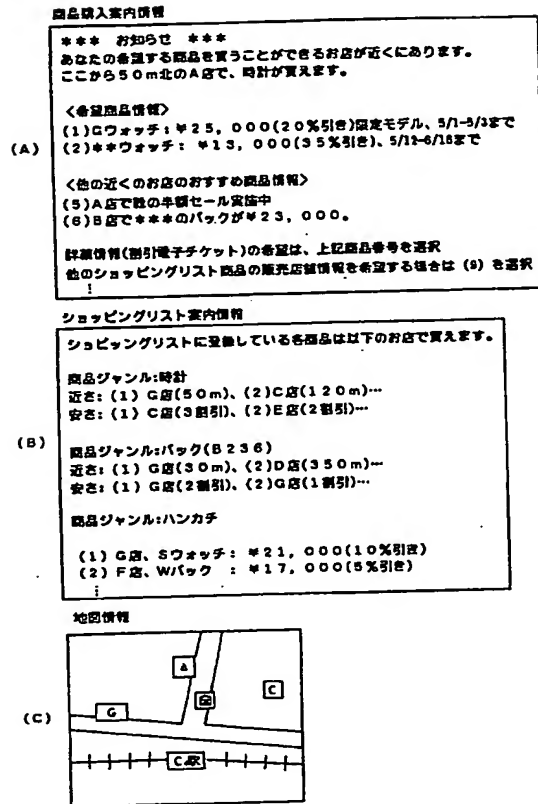 商品購入案内情報
(A)
*** お知らせ ***
あなたの希望する商品を買うことができるお店が近くにあります。
ここから50m北のA店で、時計が買えます。
<希望商品情報>
(1)Gウォッチ:¥25,000(20%引き)限定モデル、5/1-5/3まで
(2)**ウォッチ: ¥13,000(35%引き)、5/12-6/18まで
<他の近くのお店のおすすめ商品情報>
(5)A店で靴の半額セール実施中
(6)B店で***のバックが¥23,000。
詳細情報(割引電子チケット)の希望は、上記商品番号を選択
他のショッピングリスト商品の販売店舗情報を希望する場合は(9)を選択
⋮
ショッピングリスト案内情報
(B)
ショピッングリストに登録している各商品は以下のお店で買えます。
商品ジャンル:時計
近さ:(1)G店(50m)、(2)C店(120m)…
安さ:(1)C店(3割引)、(2)E店(2割引)…
商品ジャンル:バック(B236)
近さ:(1)G店(30m)、(2)D店(350m)…
安さ:(1)G店(2割引)、(2)G店(1割引)…
商品ジャンル:ハンカチ
(1)G店、Sウォッチ:¥21,000(10%引き)
(2)F店、Wバック :¥17,000(5%引き)
⋮
地図情報
(C)
A
C
G
C駅